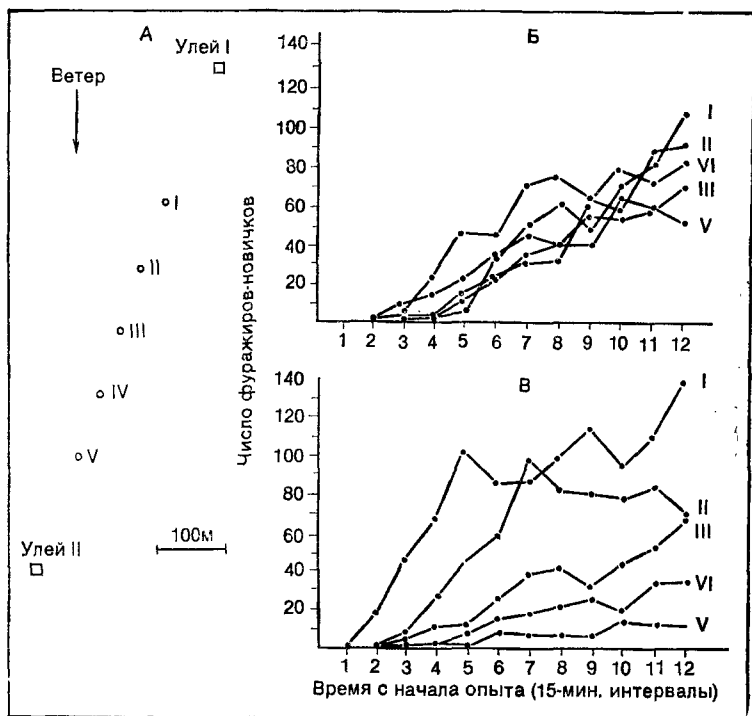 А
Улей I
Ветер
I
II
III
IV
V
Улей II
100м
Число фуражиров-новичков
Б
140
120
100
80
60
40
20
I
II
VI
III
V
1 2 3 4 5 6 7 8 9 10 11 12
В
140
120
100
80
60
40
20
I
II
III
VI
V
1 2 3 4 5 6 7 8 9 10 11 12
Время с начала опыта (15-мин. интервалы)